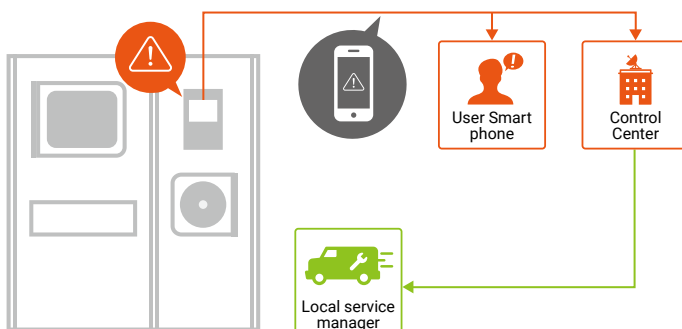 User Smart
phone
Control
Center
Local service
manager